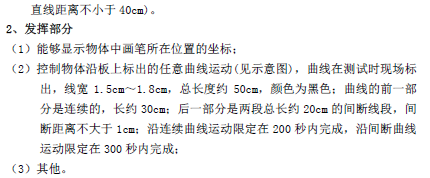 直线距离不小于 40cm)。
2、发挥部分
（1）能够显示物体中画笔所在位置的坐标;
（2）控制物体沿板上标出的任意曲线运动(见示意图)，曲线在测试时现场标
出，线宽 1.5cm～1.8cm，总长度约 50cm，颜色为黑色；曲线的前一部
分是连续的，长约 30cm；后一部分是两段总长约 20cm 的间断线段，间
断距离不大于 1cm；沿连续曲线运动限定在 200 秒内完成，沿间断曲线
运动限定在 300 秒内完成；
（3）其他。